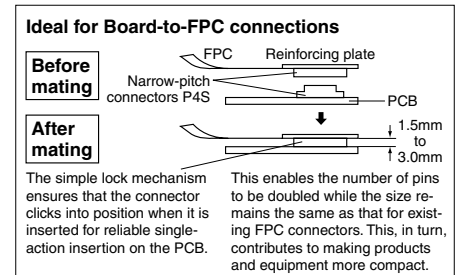 Ideal for Board-to-FPC connections
Before
mating
FPC
Reinforcing plate
Narrow-pitch
connectors P4S
PCB
After
mating
1.5mm
to
3.0mm
The simple lock mechanism
ensures that the connector
clicks into position when it is
inserted for reliable single-
action insertion on the PCB.
This enables the number of pins
to be doubled while the size re-
mains the same as that for exist-
ing FPC connectors. This, in turn,
contributes to making products
and equipment more compact.